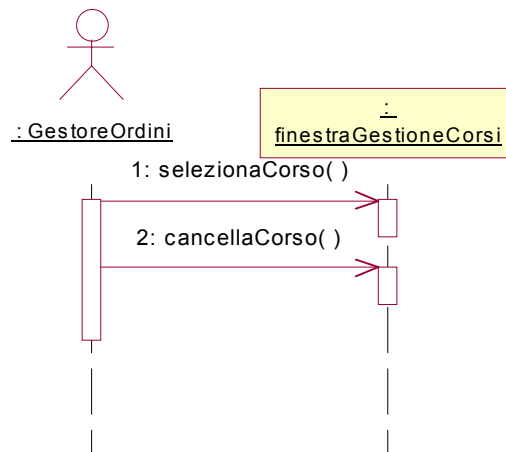 : GestoreOrdini
:
finestraGestioneCorsi
1: selezionaCorso( )
2: cancellaCorso( )